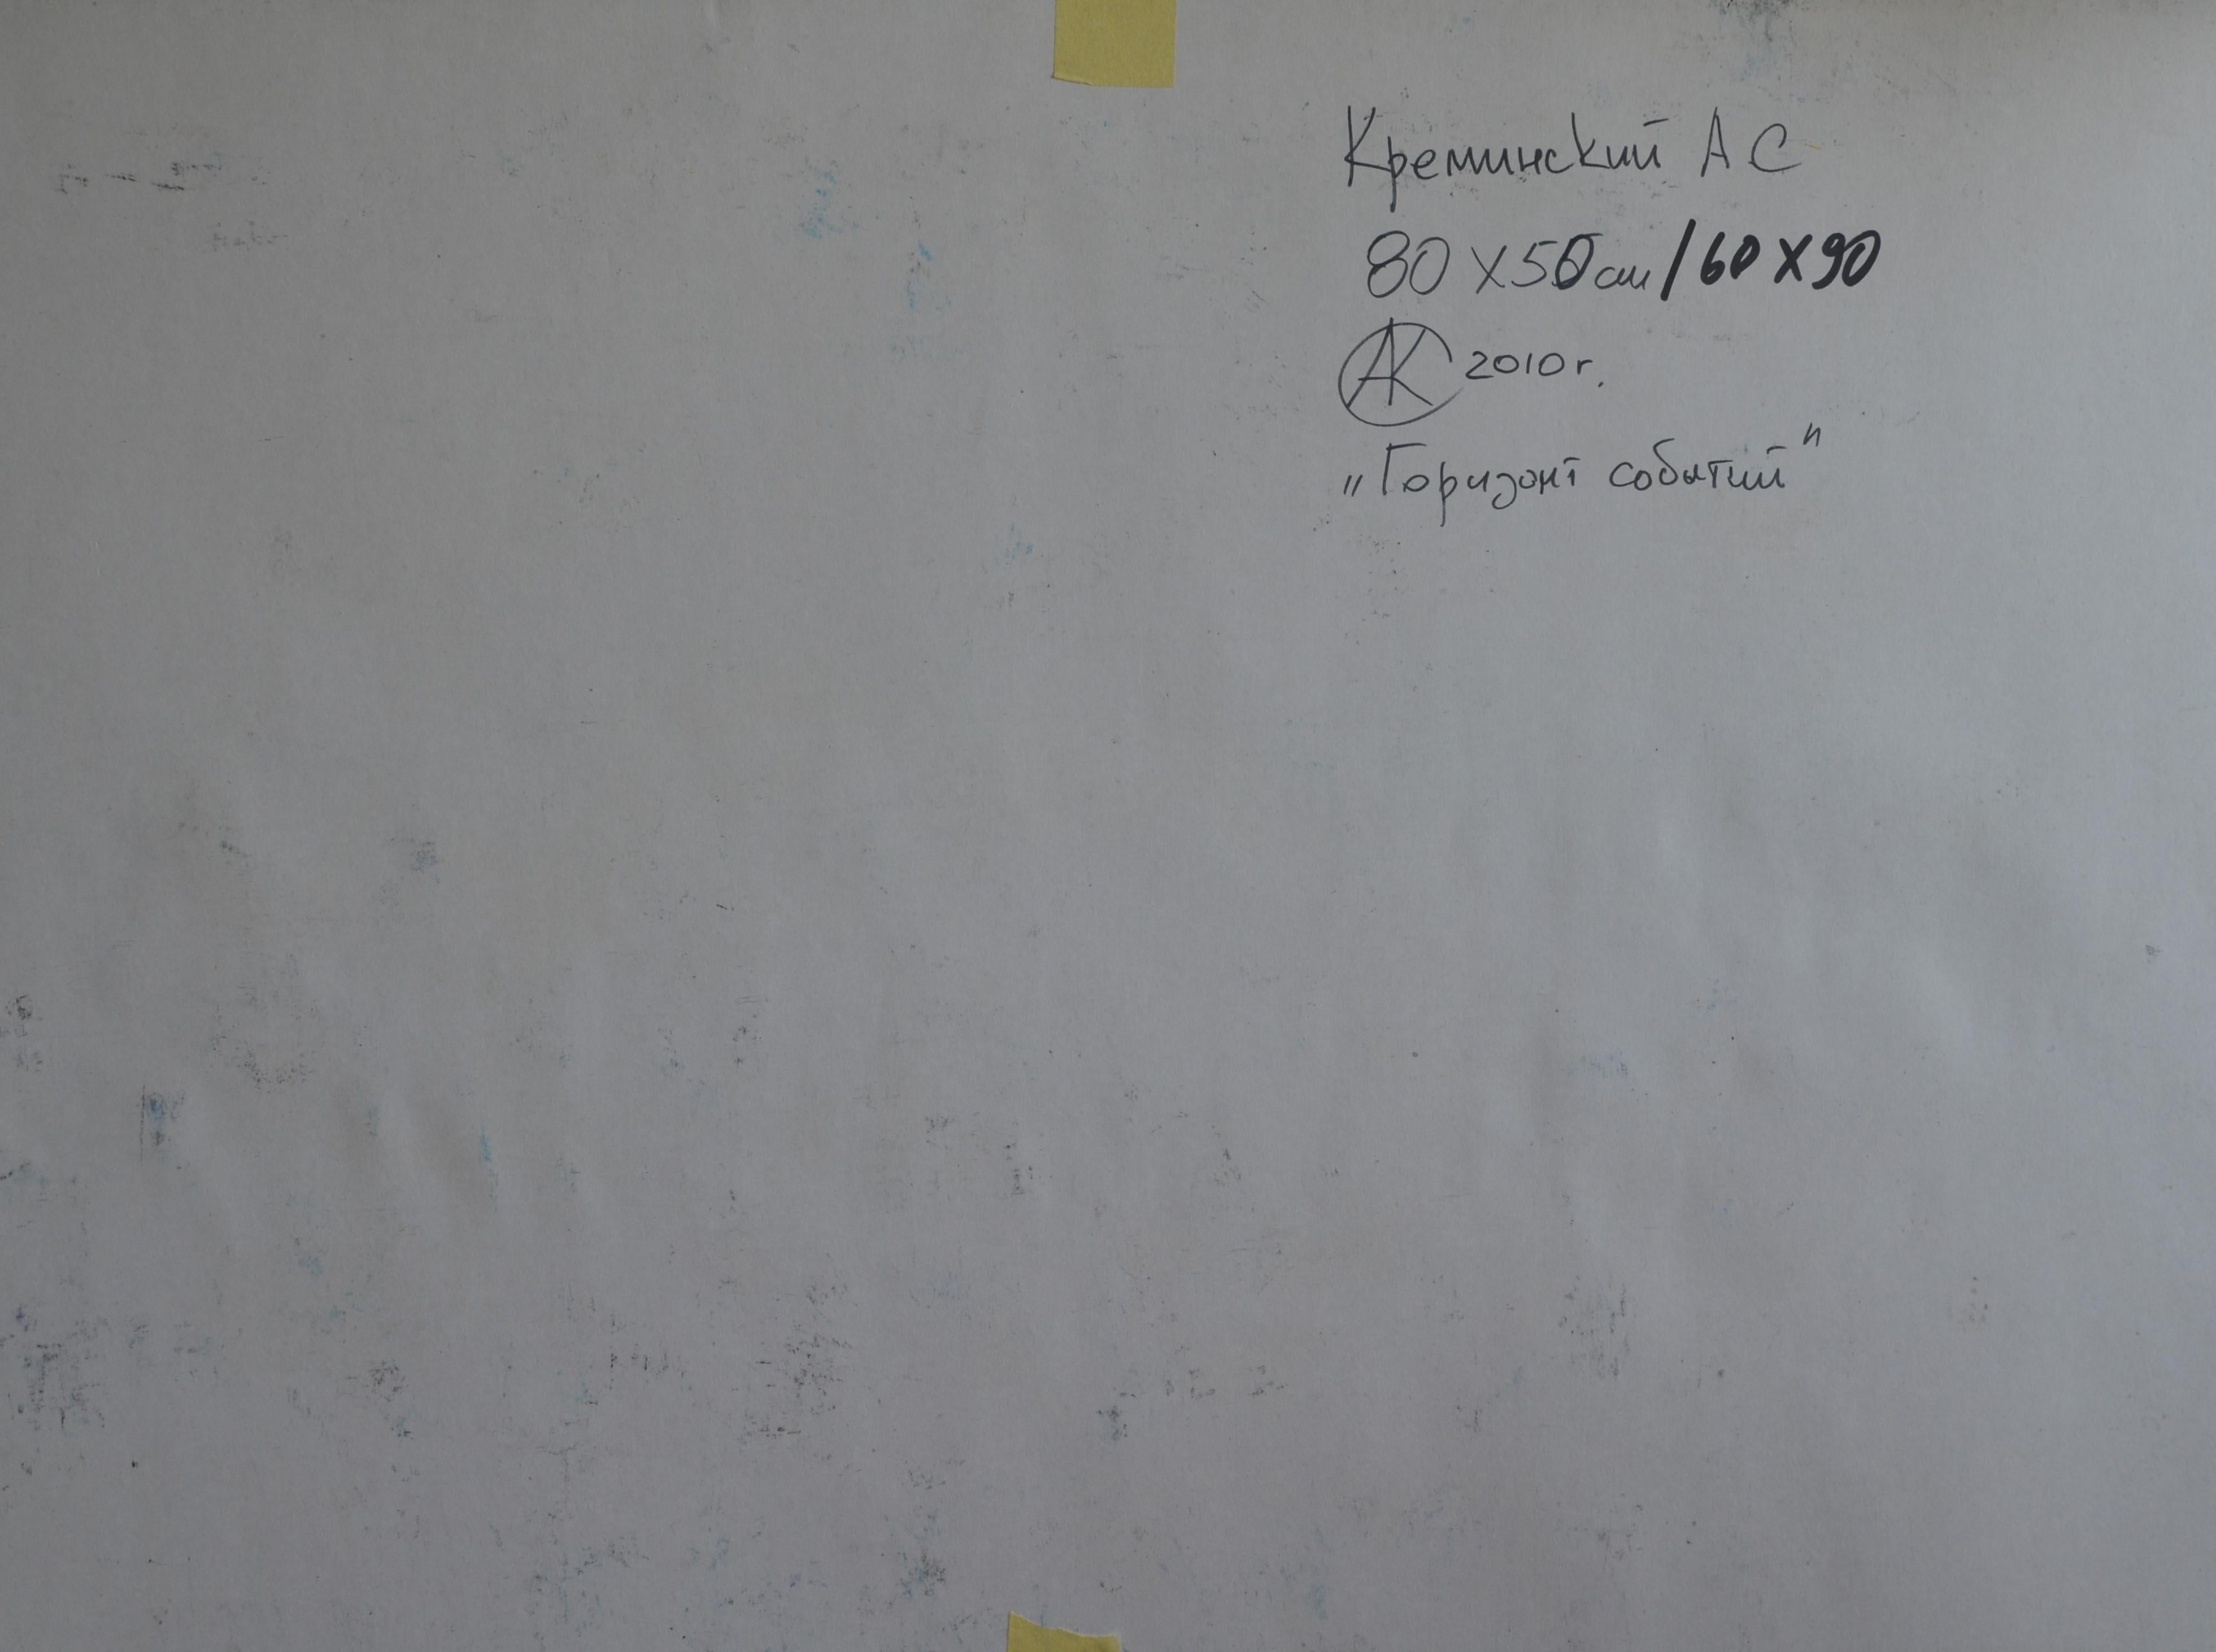 Креминский А С
80 х 50 см / 60 х 90
АК 2010 г.
„Горизонт событий"